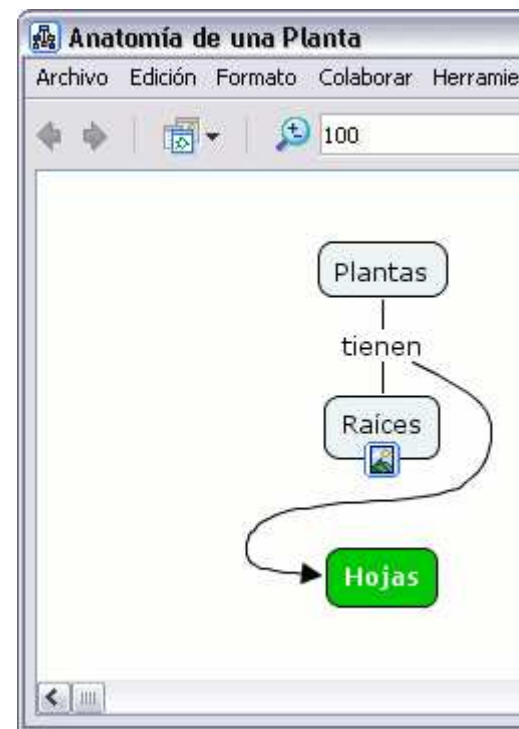 Anatomía de una Planta
Archivo Edición Formato Colaborar Herramie
100
Plantas
tienen
Raíces
Hojas